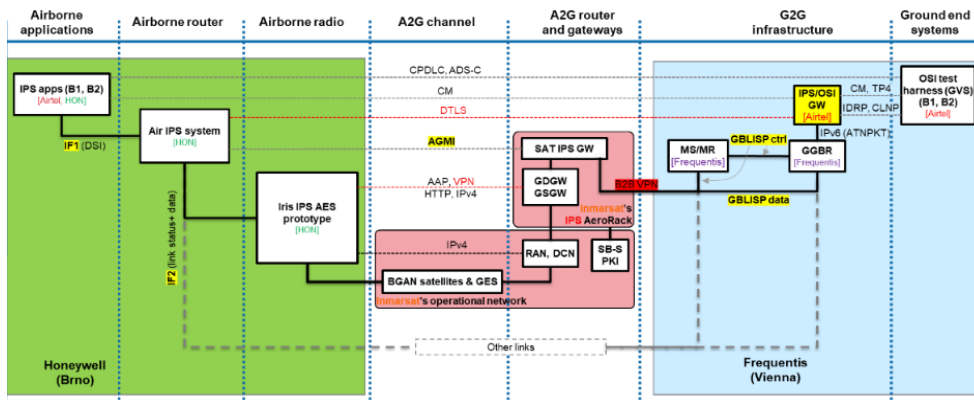 Airborne
applications
Airborne router
Airborne radio
A2G channel
A2G router
and gateways
G2G
infrastructure
Ground end
systems
IPS apps (B1, B2)
[Airtel, HON]
CPDLC, ADS-C
CM
DTLS
IPS/OSI
GW
[Airtel]
CM, TP4
IDRP, CLNP
OSI test
harness (GVS)
(B1, B2)
[Airtel]
IF1 (DSI)
Air IPS system
[HON]
AGMI
SAT IPS GW
GBLISP ctrl
IPv6 (ATNPKT)
MS/MR
[Frequentis]
GGBR
[Frequentis]
Iris IPS AES
prototype
[HON]
AAP, VPN
HTTP, IPv4
GDGW
GSGW
B2B VPN
GBLISP data
Inmarsat's
IPS AeroRack
IF2 (link status+ data)
IPv4
RAN, DCN
SB-S
PKI
BGAN satellites & GES
Inmarsat's operational network
Other links
Honeywell
(Brno)
Frequentis
(Vienna)